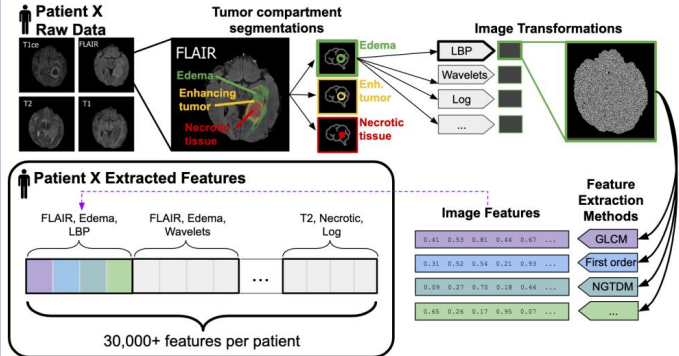 Patient X
Raw Data
T1ce
FLAIR
T2
T1
Tumor compartment
segmentations
FLAIR
Edema
Enhancing
tumor
Necrotic
tissue
Edema
Enh.
tumor
Necrotic
tissue
Image Transformations
LBP
Wavelets
Log
...
Patient X Extracted Features
FLAIR, Edema,
LBP
FLAIR, Edema,
Wavelets
T2, Necrotic,
Log
...
30,000+ features per patient
Image Features
0.41 0.53 0.81 0.44 0.67 ...
0.31 0.52 0.54 0.21 0.93 ...
0.09 0.27 0.75 0.18 0.46 ...
0.65 0.26 0.17 0.95 0.07 ...
Feature
Extraction
Methods
GLCM
First order
NGTDM
...